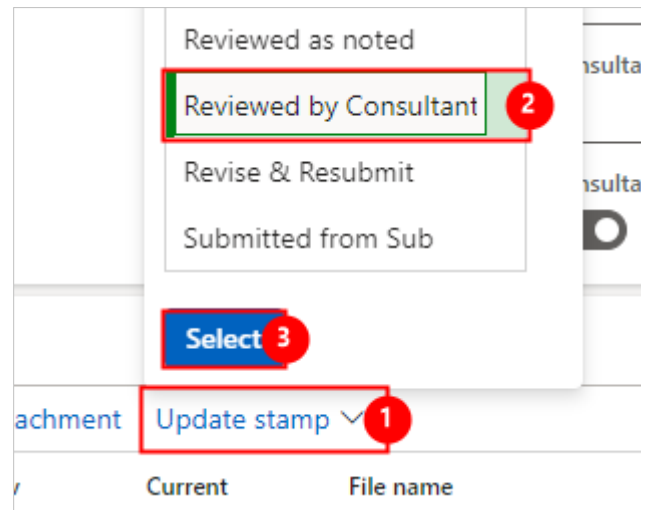 Reviewed as noted
nsulta
Reviewed by Consultant
2
Revise & Resubmit
nsulta
Submitted from Sub
Select
3
achment
Update stamp
1
Current
File name